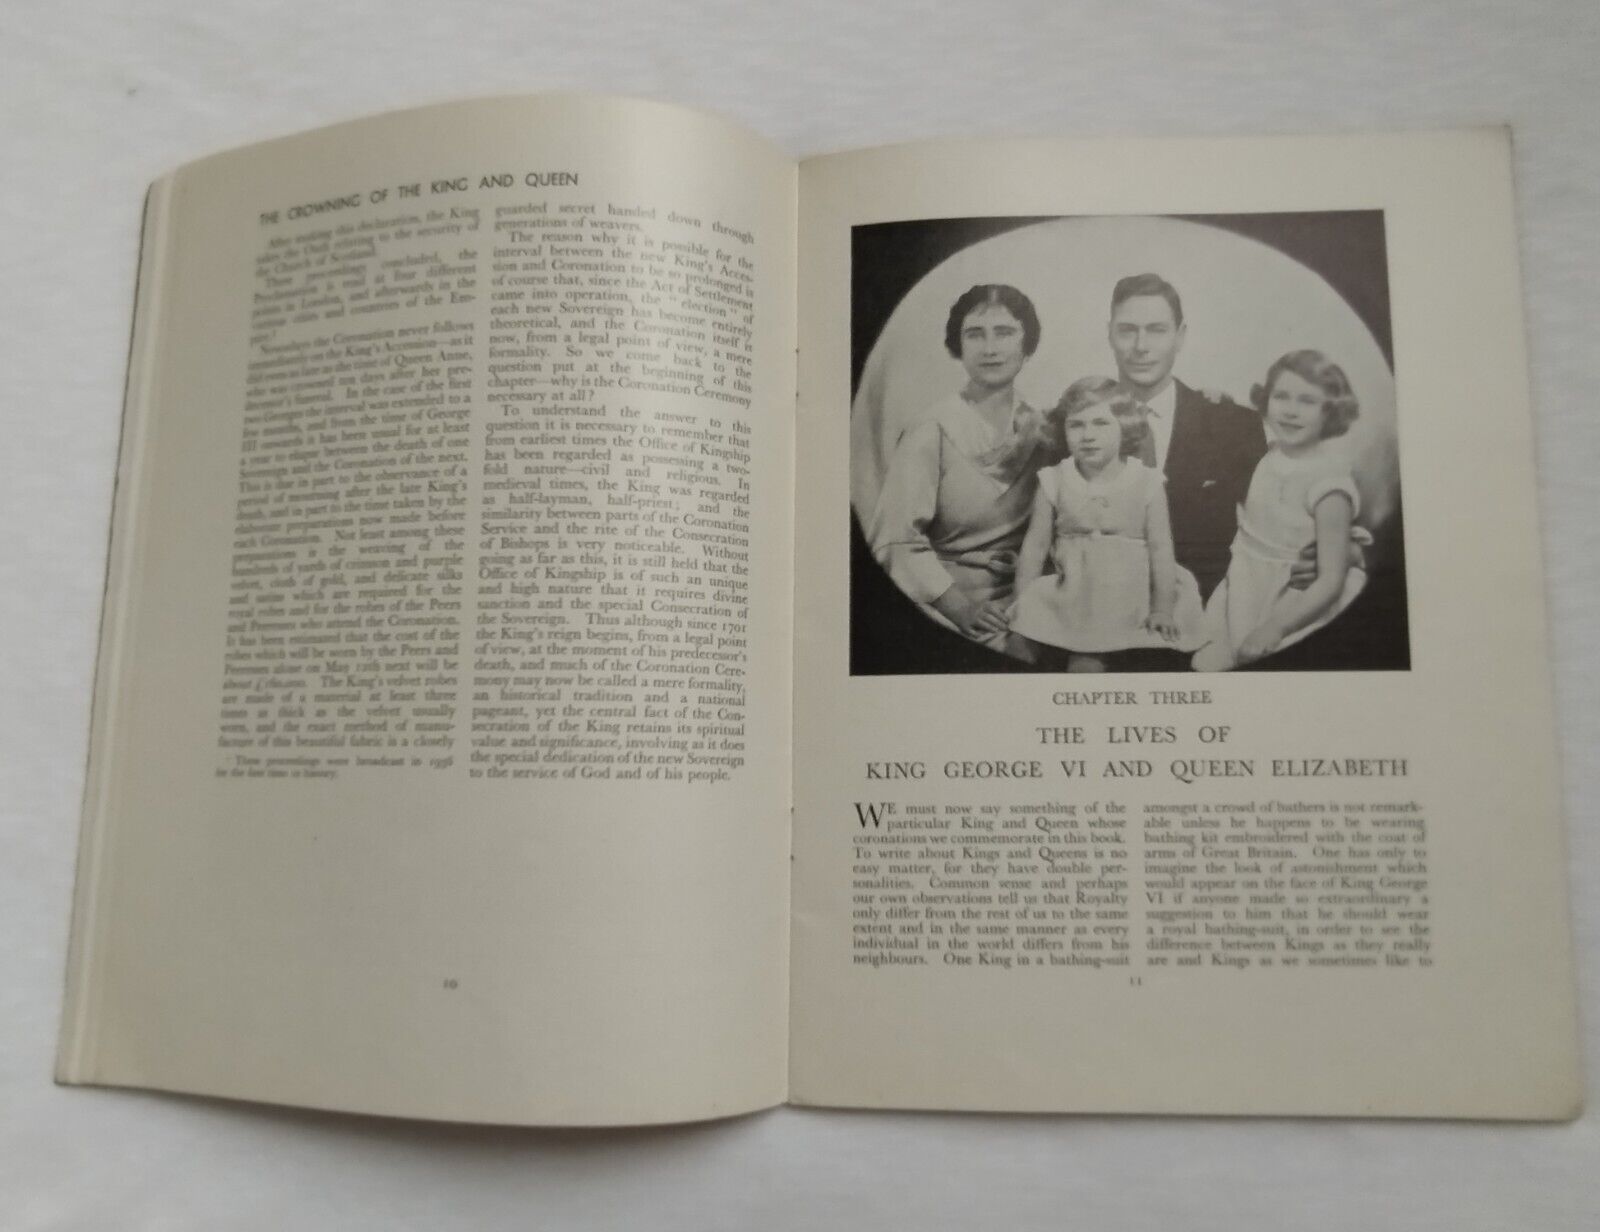 THE CROWNING OF THE KING AND QUEEN
After making this declaration, the King
takes the Oath relating to the security of
the Church of Scotland.
These proceedings concluded, the
Proclamation is read at four different
points in London, and afterwards in the
various cities and countries of the Em-
pire.¹
Nowadays the Coronation never follows
immediately on the King's Accession—as it
did even as late as the time of Queen Anne,
who was crowned ten days after her pre-
decessor's funeral. In the case of the first
two Georges the interval was extended to a
few months, and from the time of George
III onwards it has been usual for at least
a year to elapse between the death of one
Sovereign and the Coronation of the next.
This is due in part to the observance of a
period of mourning after the late King's
death, and in part to the time taken by the
elaborate preparations now made before
each Coronation. Not least among these
preparations is the weaving of the
hundreds of yards of crimson and purple
velvet, cloth of gold, and delicate silks
and satins which are required for the
royal robes and for the robes of the Peers
and Peeresses who attend the Coronation.
It has been estimated that the cost of the
robes which will be worn by the Peers and
Peeresses alone on May 12th next will be
about
The King's velvet robes
are made of a material at least three
times as thick as the velvet usually
worn, and the exact method of manu-
facture of this beautiful fabric is a closely
¹ These proceedings were broadcast in 1936
for the first time in history.
guarded secret handed down through
generations of weavers.
The reason why it is possible for the
interval between the new King's Acces-
sion and Coronation to be so prolonged is
of course that, since the Act of Settlement
came into operation, the "election" of
each new Sovereign has become entirely
theoretical, and the Coronation itself is
now, from a legal point of view, a mere
formality. So we come back to the
question put at the beginning of this
chapter—why is the Coronation Ceremony
necessary at all?
To understand the answer to this
question it is necessary to remember that
from earliest times the Office of Kingship
has been regarded as possessing a two-
fold nature—civil and religious. In
medieval times, the King was regarded
as half-layman, half-priest; and the
similarity between parts of the Coronation
Service and the rite of the Consecration
of Bishops is very noticeable. Without
going as far as this, it is still held that the
Office of Kingship is of such an unique
and high nature that it requires divine
sanction and the special Consecration of
the Sovereign. Thus although since 1701
the King's reign begins, from a legal point
of view, at the moment of his predecessor's
death, and much of the Coronation Cere-
mony may now be called a mere formality,
an historical tradition and a national
pageant, yet the central fact of the Con-
secration of the King retains its spiritual
value and significance, involving as it does
the special dedication of the new Sovereign
to the service of God and of his people.
10
CHAPTER THREE
THE LIVES OF
KING GEORGE VI AND QUEEN ELIZABETH
WE must now say something of the
particular King and Queen whose
coronations we commemorate in this book.
To write about Kings and Queens is no
easy matter, for they have double per-
sonalities. Common sense and perhaps
our own observations tell us that Royalty
only differ from the rest of us to the same
extent and in the same manner as every
individual in the world differs from his
neighbours. One King in a bathing-suit
amongst a crowd of bathers is not remark-
able unless he happens to be wearing
bathing kit embroidered with the coat of
arms of Great Britain. One has only to
imagine the look of astonishment which
would appear on the face of King George
VI if anyone made so extraordinary a
suggestion to him that he should wear
a royal bathing-suit, in order to see the
difference between Kings as they really
are and Kings as we sometimes like to
11